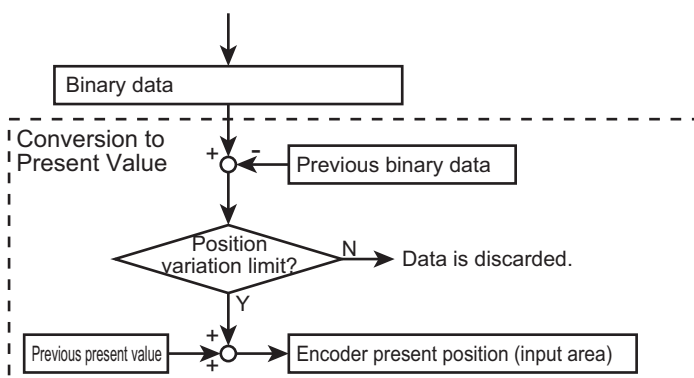 Binary data
Conversion to
Present Value
+
-
Previous binary data
Position
variation limit?
N
Data is discarded.
Y
+
Previous present value
+
Encoder present position (input area)